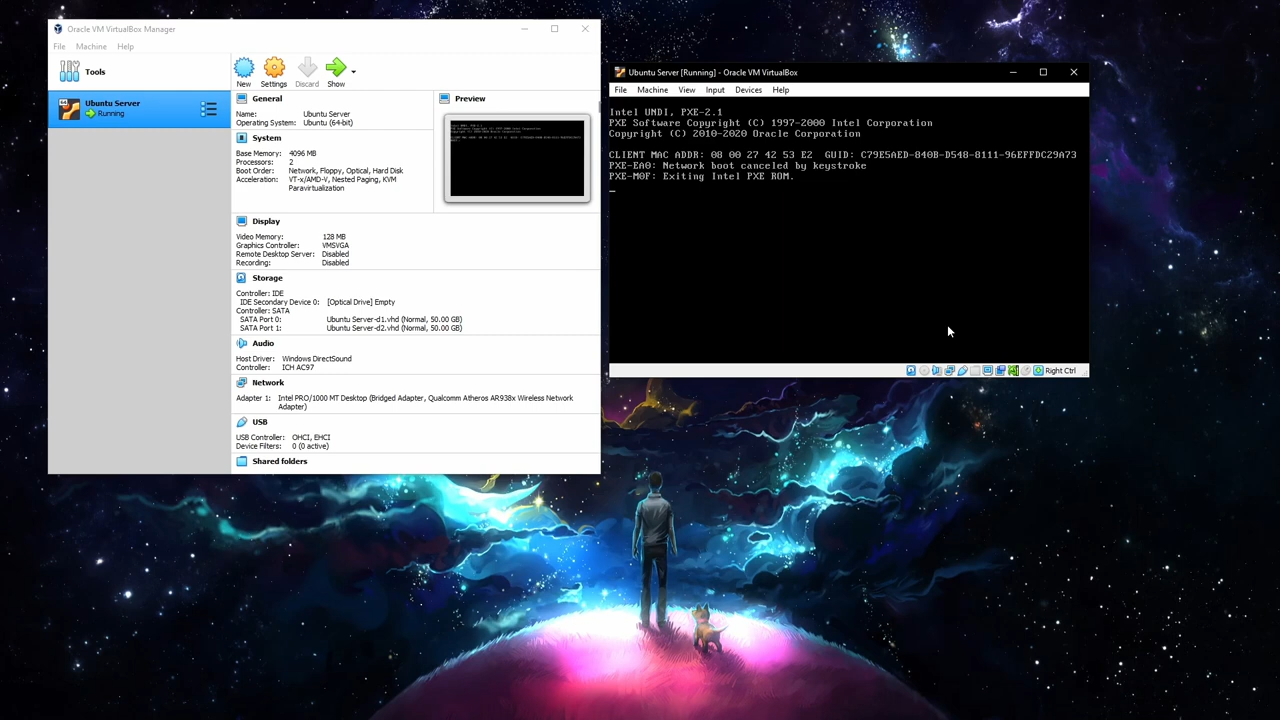 Oracle VM VirtualBox Manager
File Machine Help
Tools
New Settings Discard Show
Ubuntu Server
Running
General
Name: Ubuntu Server
Operating System: Ubuntu (64-bit)
System
Base Memory: 4096 MB
Processors: 2
Boot Order: Network, Floppy, Optical, Hard Disk
Acceleration: VT-x/AMD-V, Nested Paging, KVM
Paravirtualization
Preview
Display
Video Memory: 128 MB
Graphics Controller: VMSVGA
Remote Desktop Server: Disabled
Recording: Disabled
Storage
Controller: IDE
IDE Secondary Device 0: [Optical Drive] Empty
Controller: SATA
SATA Port 0: Ubuntu Server-d1.vhd (Normal, 50.00 GB)
SATA Port 1: Ubuntu Server-d2.vhd (Normal, 50.00 GB)
Audio
Host Driver: Windows DirectSound
Controller: ICH AC97
Network
Adapter 1: Intel PRO/1000 MT Desktop (Bridged Adapter, Qualcomm Atheros AR938x Wireless Network
Adapter)
USB
USB Controller: OHCI, EHCI
Device Filters: 0 (0 active)
Shared folders
Ubuntu Server [Running] - Oracle VM VirtualBox
File Machine View Input Devices Help
Intel UNDI, PXE-2.1
PXE Software Copyright (C) 1997-2000 Intel Corporation
Copyright (C) 2010-2020 Oracle Corporation
CLIENT MAC ADDR: 08 00 27 42 53 E2 GUID: C79E5AED-840B-D548-8111-96EFFDC29A73
PXE-EA0: Network boot canceled by keystroke
PXE-M0F: Exiting Intel PXE ROM.
Right Ctrl